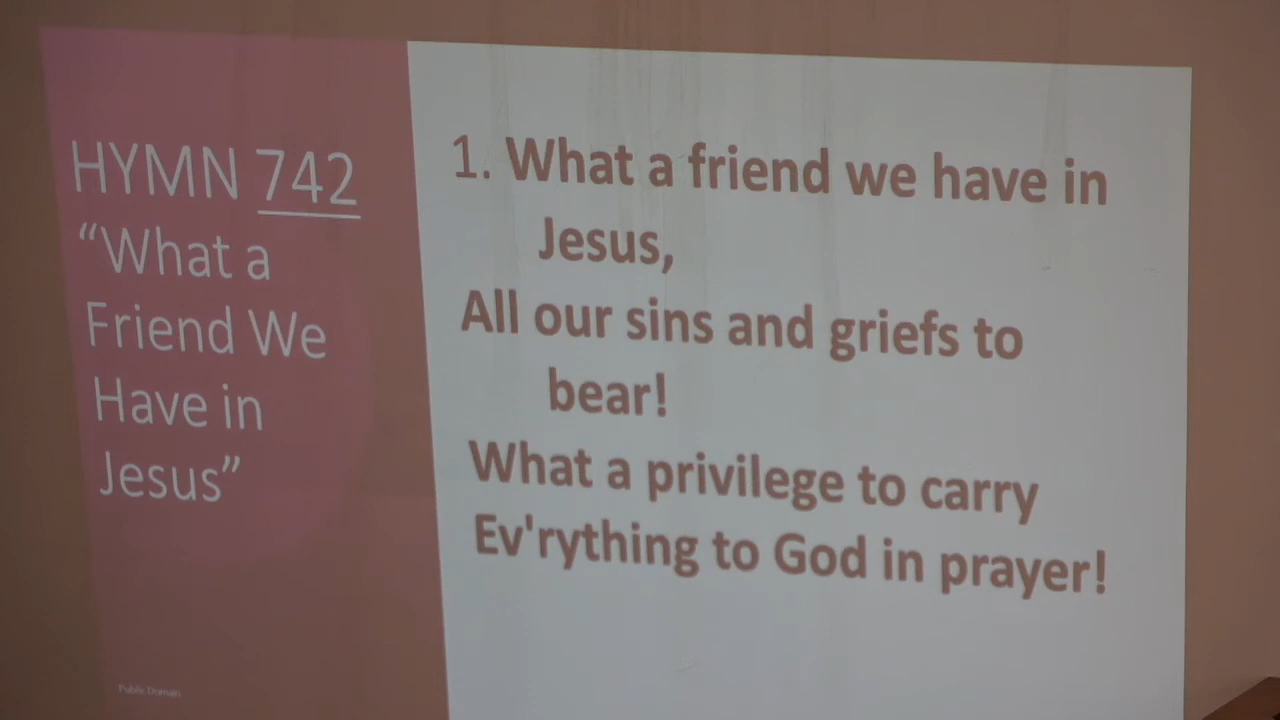 HYMN 742
“What a
Friend We
Have in
Jesus”
Public Domain
1. What a friend we have in
Jesus,
All our sins and griefs to
bear!
What a privilege to carry
Ev'rything to God in prayer!